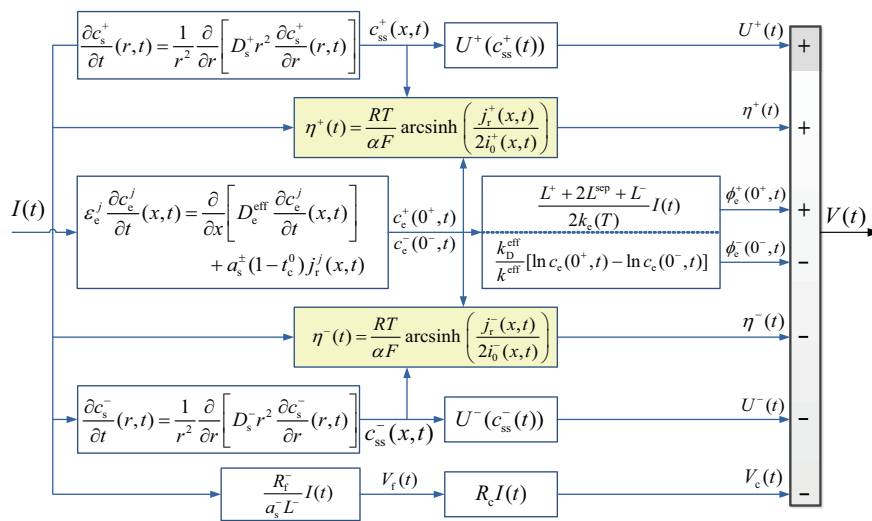 ∂c_s^+/∂t (r,t) = 1/r² ∂/∂r [D_s^+ r² ∂c_s^+/∂r (r,t)]
c_ss^+(x,t)
U^+(c_ss^+(t))
U^+(t)
+
η^+(t) = RT/αF arcsinh (j_r^+(x,t)/2i_0^+(x,t))
η^+(t)
+
I(t)
ε_e^j ∂c_e^j/∂t (x,t) = ∂/∂x [D_e^eff ∂c_e^j/∂t (x,t)]
+ a_s^± (1−t_c^0) j_r^j(x,t)
c_e^+(0^+,t)
c_e^−(0^−,t)
L^+ + 2L^sep + L^−/2k_e(T) I(t)
k_D^eff/k^eff [ln c_e(0^+,t) − ln c_e(0^−,t)]
ϕ_e^+(0^+,t)
+
ϕ_e^−(0^−,t)
−
V(t)
η^−(t) = RT/αF arcsinh (j_r^−(x,t)/2i_0^−(x,t))
η^−(t)
−
∂c_s^−/∂t (r,t) = 1/r² ∂/∂r [D_s^− r² ∂c_s^−/∂r (r,t)]
c_ss^−(x,t)
U^−(c_ss^−(t))
U^−(t)
−
R_f^−/a_s^− L^− I(t)
V_f(t)
R_c I(t)
V_c(t)
−